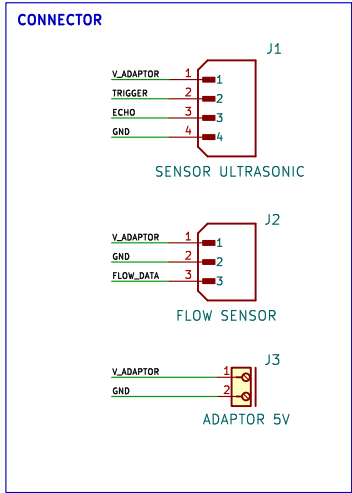 CONNECTOR
J1
V_ADAPTOR 1 1
TRIGGER 2 2
ECHO 3 3
GND 4 4
SENSOR ULTRASONIC
J2
V_ADAPTOR 1 1
GND 2 2
FLOW_DATA 3 3
FLOW SENSOR
J3
V_ADAPTOR 1
GND 2
ADAPTOR 5V